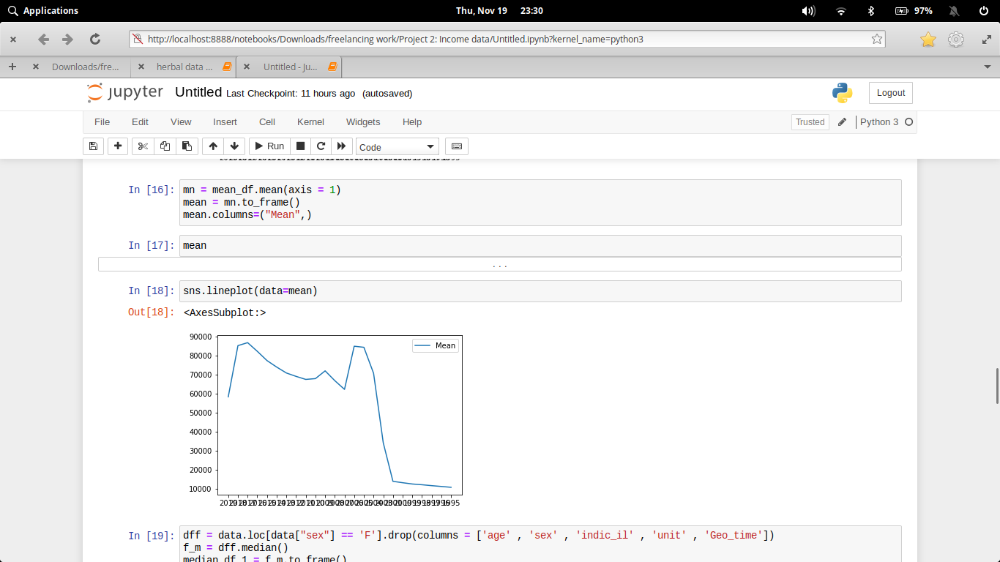 Applications
Thu, Nov 19 23:30
97%
http://localhost:8888/notebooks/Downloads/freelancing work/Project 2: Income data/Untitled.ipynb?kernel_name=python3
Downloads/fre...
herbal data ...
Untitled - Ju...
jupyter Untitled Last Checkpoint: 11 hours ago (autosaved)
Logout
File Edit View Insert Cell Kernel Widgets Help
Trusted
Python 3
Run
Code
In [16]: mn = mean_df.mean(axis = 1)
mean = mn.to_frame()
mean.columns=("Mean",)
In [17]: mean
...
In [18]: sns.lineplot(data=mean)
Out[18]: <AxesSubplot:>
Mean
90000
80000
70000
60000
50000
40000
30000
20000
10000
In [19]: dff = data.loc[data["sex"] == 'F'].drop(columns = ['age' , 'sex' , 'indic_il' , 'unit' , 'Geo_time'])
f_m = dff.median()
median_df_1 = f_m.to_frame()